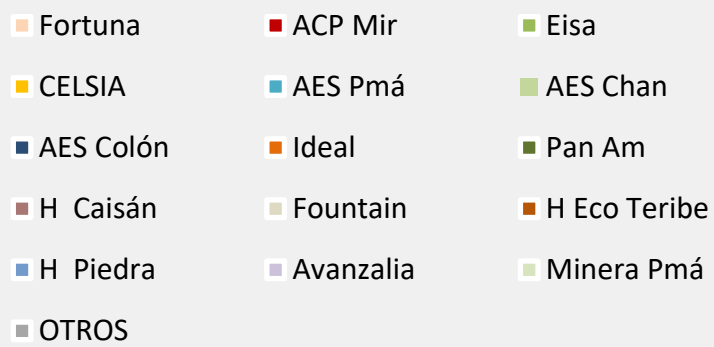 Fortuna ACP Mir Eisa
CELSIA AES Pmá AES Chan
AES Colón Ideal Pan Am
H Caisán Fountain H Eco Teribe
H Piedra Avanzalia Minera Pmá
OTROS